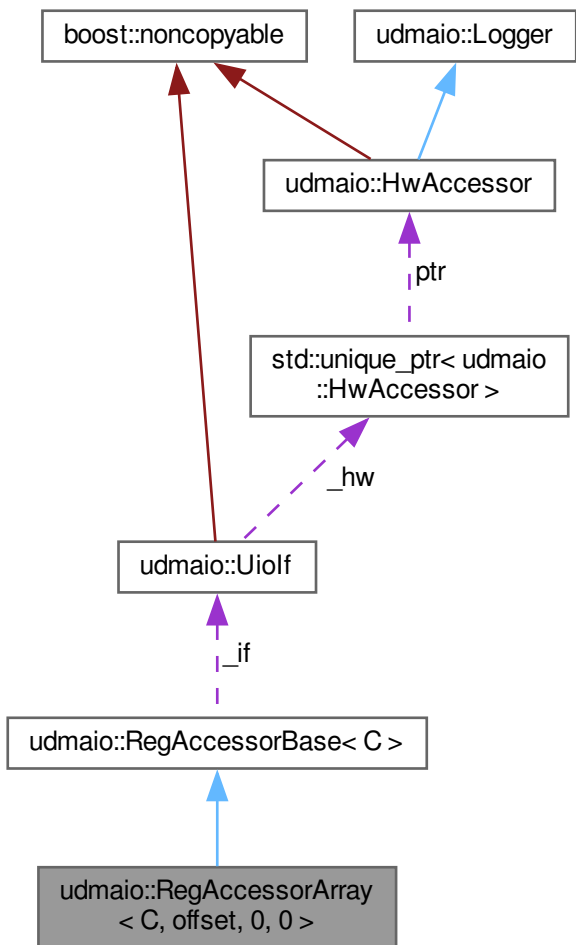 boost::noncopyable
udmaio::Logger
udmaio::HwAccessor
ptr
std::unique_ptr< udmaio
::HwAccessor >
_hw
udmaio::UioIf
_if
udmaio::RegAccessorBase< C >
udmaio::RegAccessorArray
< C, offset, 0, 0 >